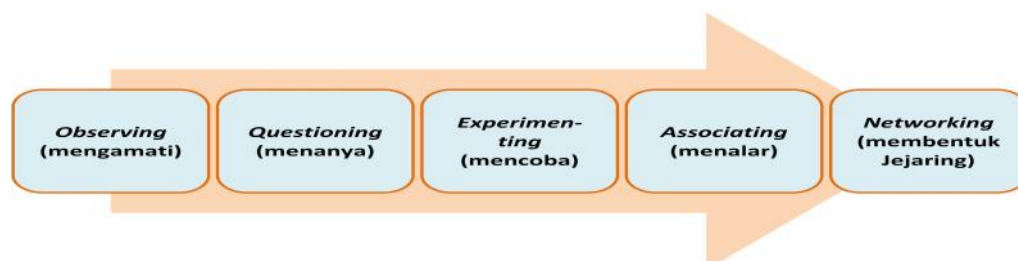 Observing
(mengamati)
Questioning
(menanya)
Experimen-
ting
(mencoba)
Associating
(menalar)
Networking
(membentuk
Jejaring)